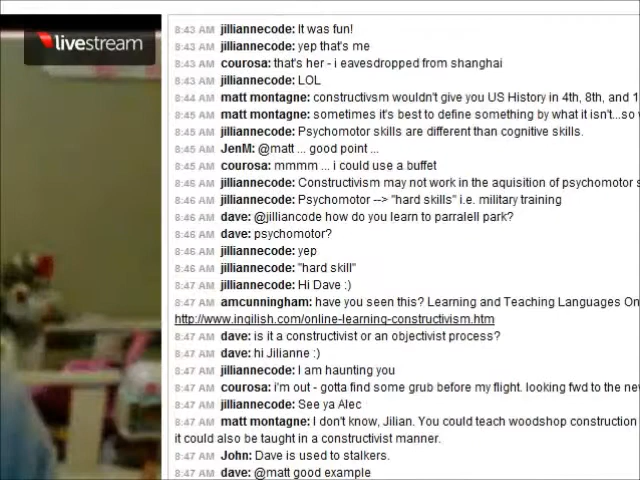 livestream
8:43 AM jilliannecode: It was fun!
8:43 AM jilliannecode: yep that's me
8:43 AM courosa: that's her - i eavesdropped from shanghai
8:43 AM jilliannecode: LOL
8:44 AM matt montagne: constructivsm wouldn't give you US History in 4th, 8th, and 1
8:45 AM matt montagne: sometimes it's best to define something by what it isn't...so
8:45 AM jilliannecode: Psychomotor skills are different than cognitive skills.
8:45 AM JenM: @matt ... good point ...
8:45 AM courosa: mmmm ... i could use a buffet
8:45 AM jilliannecode: Constructivism may not work in the aquisition of psychomotor
8:46 AM jilliannecode: Psychomotor --> "hard skills" i.e. military training
8:46 AM dave: @jilliancode how do you learn to parralell park?
8:46 AM dave: psychomotor?
8:46 AM jilliannecode: yep
8:46 AM jilliannecode: "hard skill"
8:47 AM jilliannecode: Hi Dave :)
8:47 AM amcunningham: have you seen this? Learning and Teaching Languages On
http://www.inqilish.com/online-learning-constructivism.htm
8:47 AM dave: is it a constructivist or an objectivist process?
8:47 AM dave: hi Jilianne :)
8:47 AM jilliannecode: I am haunting you
8:47 AM courosa: i'm out - gotta find some grub before my flight. looking fwd to the
8:47 AM jilliannecode: See ya Alec
8:47 AM matt montagne: I don't know, Jilian. You could teach woodshop construction
it could also be taught in a constructivist manner.
8:47 AM John: Dave is used to stalkers.
8:47 AM dave: @matt good example